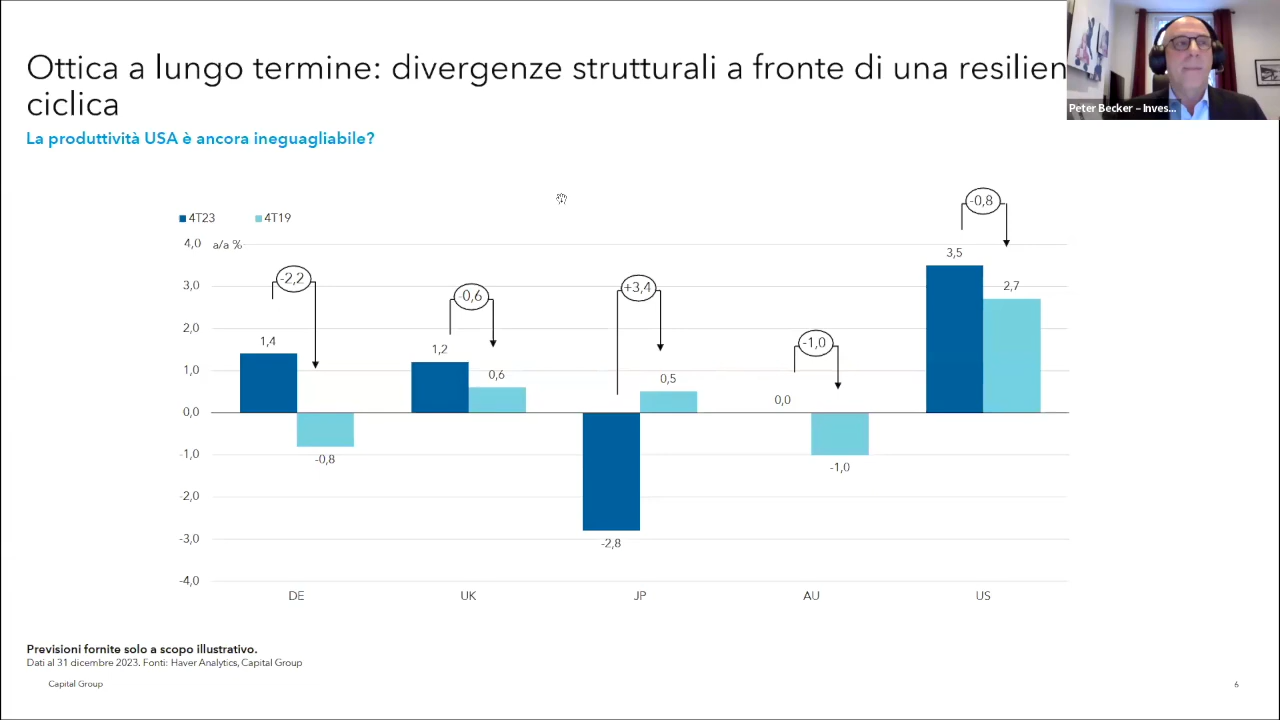 Ottica a lungo termine: divergenze strutturali a fronte di una resilien
ciclica
Peter Becker – Inves...
La produttività USA è ancora ineguagliabile?
4T23 4T19
a/a %
4,0
3,0
2,0
1,0
0,0
-1,0
-2,0
-3,0
-4,0
-2,2
1,4
-0,8
-0,6
1,2
0,6
+3,4
0,5
-2,8
-1,0
0,0
-1,0
-0,8
3,5
2,7
DE UK JP AU US
Previsioni fornite solo a scopo illustrativo.
Dati al 31 dicembre 2023. Fonti: Haver Analytics, Capital Group
Capital Group
6